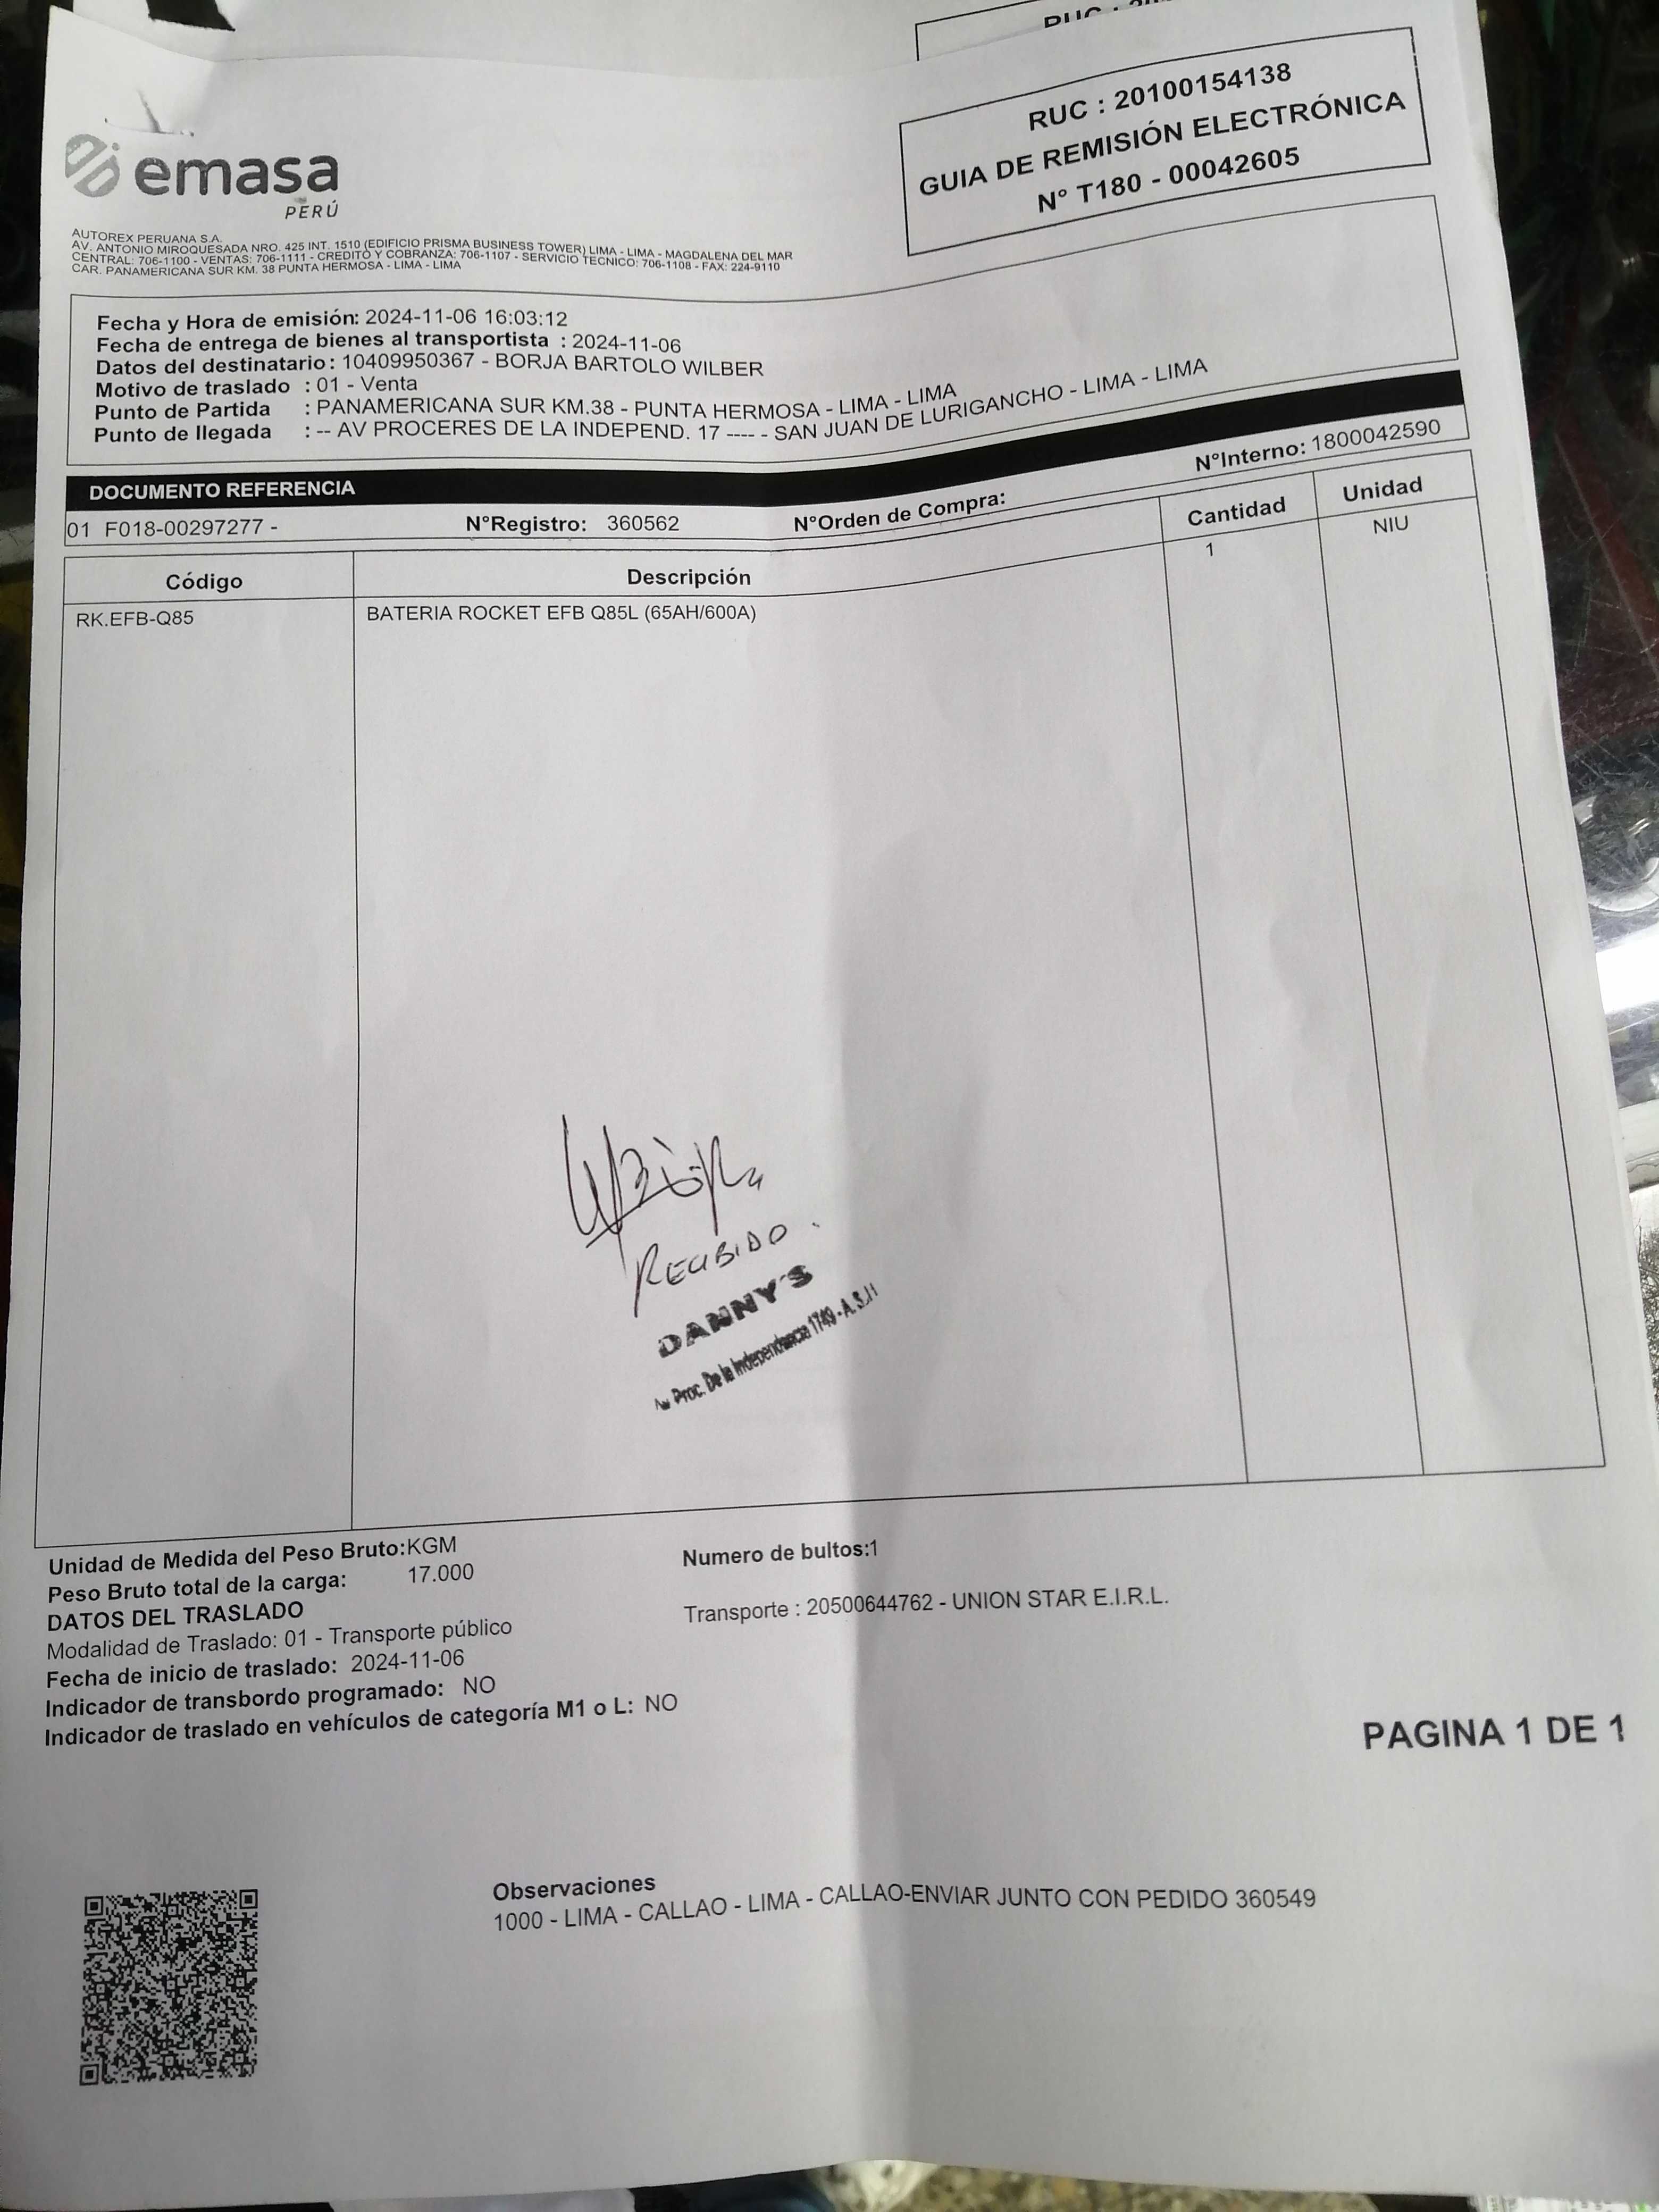 RUC : 20100154138
GUIA DE REMISIÓN ELECTRÓNICA
N° T180 - 00042605
emasa
PERÚ
AUTOREX PERUANA S.A.
AV. ANTONIO MIROQUESADA NRO. 425 INT. 1510 (EDIFICIO PRISMA BUSINESS TOWER) LIMA - LIMA - MAGDALENA DEL MAR
CENTRAL: 706-1100 - VENTAS: 706-1111 - CREDITO Y COBRANZA: 706-1107 - SERVICIO TECNICO: 706-1108 - FAX: 224-9110
CAR. PANAMERICANA SUR KM. 38 PUNTA HERMOSA - LIMA - LIMA
Fecha y Hora de emisión: 2024-11-06 16:03:12
Fecha de entrega de bienes al transportista : 2024-11-06
Datos del destinatario : 10409950367 - BORJA BARTOLO WILBER
Motivo de traslado : 01 - Venta
Punto de Partida : PANAMERICANA SUR KM.38 - PUNTA HERMOSA - LIMA - LIMA
Punto de llegada : -- AV PROCERES DE LA INDEPEND. 17 ---- - SAN JUAN DE LURIGANCHO - LIMA - LIMA
DOCUMENTO REFERENCIA
01 F018-00297277 - N°Registro: 360562 N°Orden de Compra: N°Interno: 1800042590
Código Descripción Cantidad Unidad
RK.EFB-Q85 BATERIA ROCKET EFB Q85L (65AH/600A) 1 NIU
RECIBIDO
DANNY'S
Av Proc. De la Independencia 1749 - A.S.J.L
Unidad de Medida del Peso Bruto:KGM Numero de bultos:1
Peso Bruto total de la carga: 17.000
DATOS DEL TRASLADO Transporte : 20500644762 - UNION STAR E.I.R.L.
Modalidad de Traslado: 01 - Transporte público
Fecha de inicio de traslado: 2024-11-06
Indicador de transbordo programado: NO
Indicador de traslado en vehículos de categoría M1 o L: NO
PAGINA 1 DE 1
Observaciones
1000 - LIMA - CALLAO - LIMA - CALLAO-ENVIAR JUNTO CON PEDIDO 360549